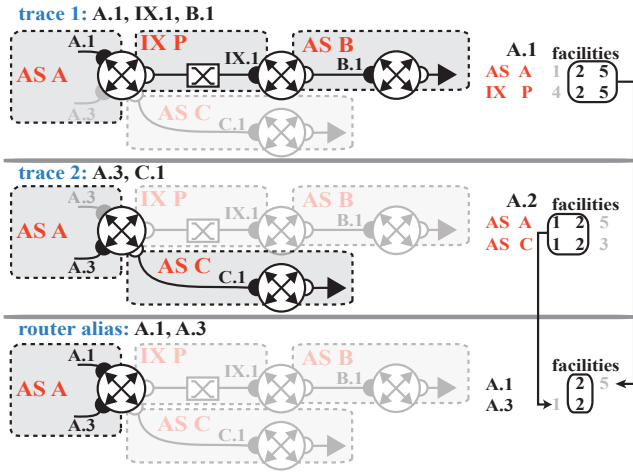 trace 1: A.1, IX.1, B.1
A.1 IX P IX.1 AS B B.1
AS A
A.3 AS C C.1
A.1 facilities
AS A 1 2 5
IX P 4 2 5
trace 2: A.3, C.1
A.3 IX P IX.1 AS B B.1
AS A
A.3 AS C C.1
A.2 facilities
AS A 1 2 5
AS C 1 2 3
router alias: A.1, A.3
A.1 IX P IX.1 AS B B.1
AS A
A.3 AS C C.1
facilities
A.1 2 5
A.3 1 2